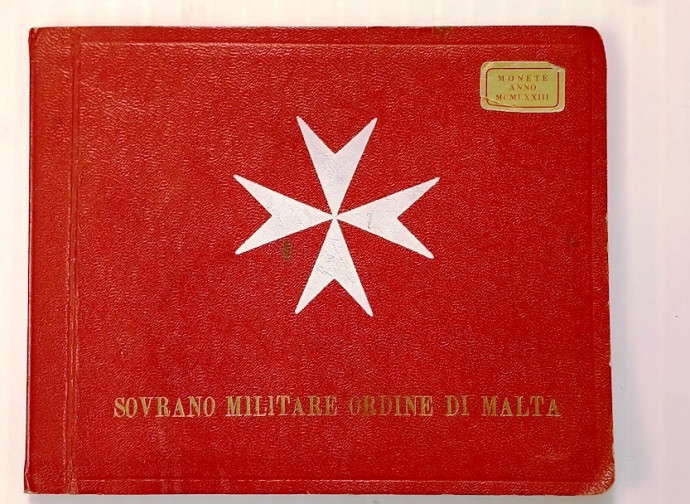 MONETE
ANNO
MCMLXXIII
SOVRANO MILITARE ORDINE DI MALTA